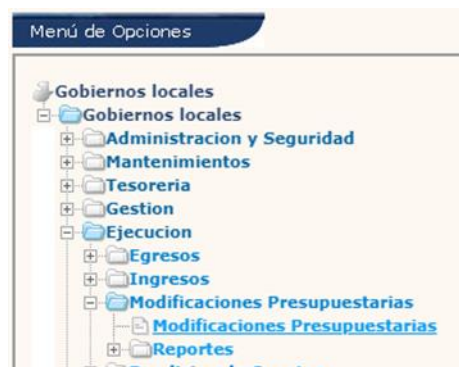 Menú de Opciones
Gobiernos locales
Gobiernos locales
Administracion y Seguridad
Mantenimientos
Tesoreria
Gestion
Ejecucion
Egresos
Ingresos
Modificaciones Presupuestarias
Modificaciones Presupuestarias
Reportes